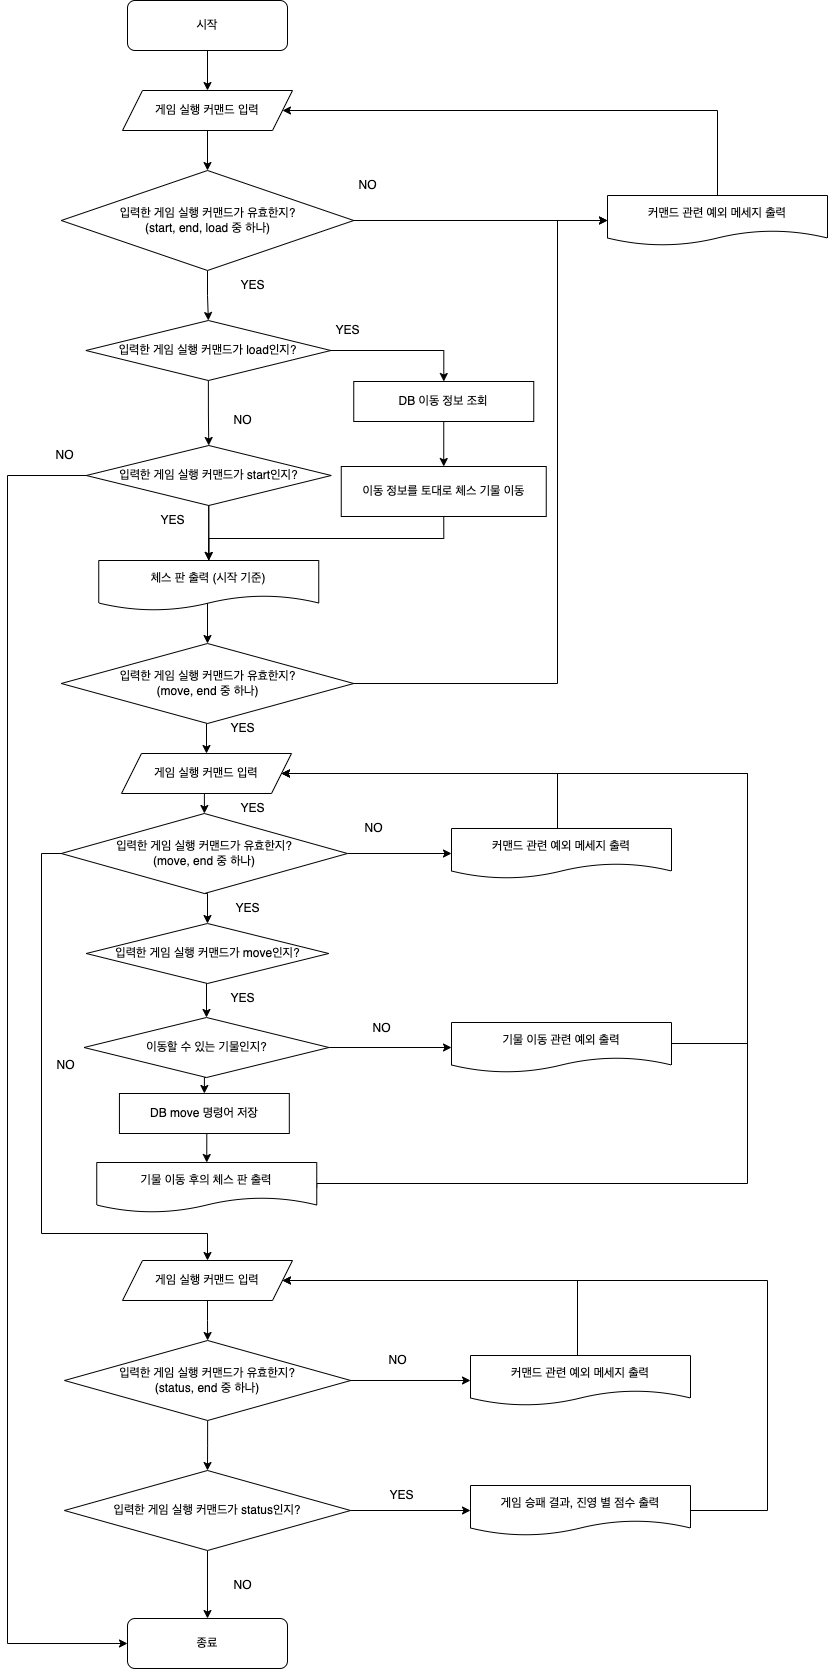 시작
게임 실행 커맨드 입력
NO
입력한 게임 실행 커맨드가 유효한지?
(start, end, load 중 하나)
커맨드 관련 예외 메세지 출력
YES
입력한 게임 실행 커맨드가 load인지?
YES
DB 이동 정보 조회
NO
NO
입력한 게임 실행 커맨드가 start인지?
이동 정보를 토대로 체스 기물 이동
YES
체스 판 출력 (시작 기준)
입력한 게임 실행 커맨드가 유효한지?
(move, end 중 하나)
YES
게임 실행 커맨드 입력
YES
입력한 게임 실행 커맨드가 유효한지?
(move, end 중 하나)
NO
커맨드 관련 예외 메세지 출력
YES
입력한 게임 실행 커맨드가 move인지?
YES
이동할 수 있는 기물인지?
NO
기물 이동 관련 예외 출력
NO
DB move 명령어 저장
기물 이동 후의 체스 판 출력
게임 실행 커맨드 입력
입력한 게임 실행 커맨드가 유효한지?
(status, end 중 하나)
NO
커맨드 관련 예외 메세지 출력
입력한 게임 실행 커맨드가 status인지?
YES
게임 승패 결과, 진영 별 점수 출력
NO
종료